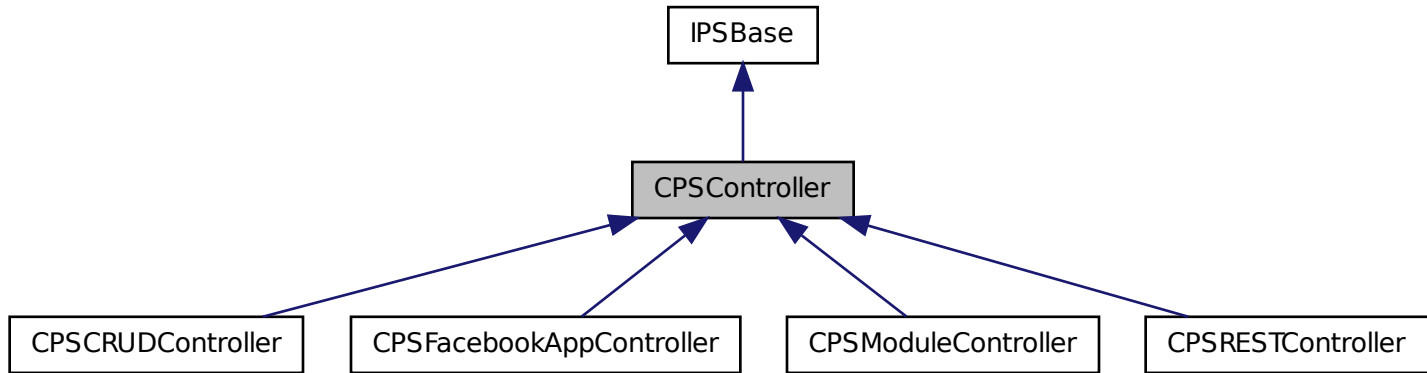 IPSBase
CPSController
CPSCRUDController
CPSFacebookAppController
CPSModuleController
CPSRESTController